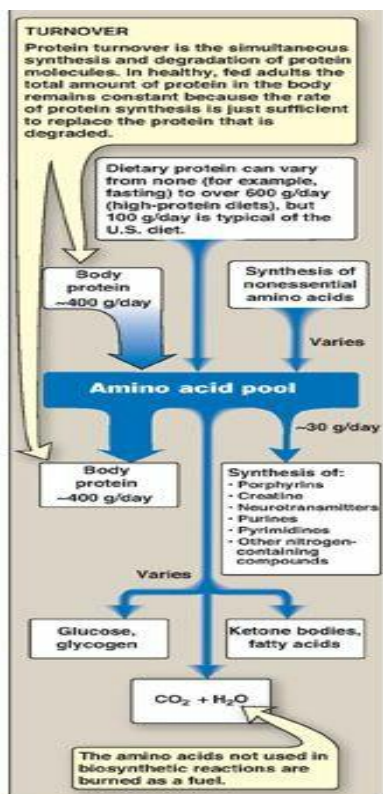 TURNOVER
Protein turnover is the simultaneous
synthesis and degradation of protein
molecules. In healthy, fed adults the
total amount of protein in the body
remains constant because the rate
of protein synthesis is just sufficient
to replace the protein that is
degraded.
Dietary protein can vary
from none (for example,
fasting) to over 600 g/day
(high-protein diets), but
100 g/day is typical of the
U.S. diet.
Body
protein
~400 g/day
Synthesis of
nonessential
amino acids
Varies
Amino acid pool
~30 g/day
Body
protein
~400 g/day
Synthesis of:
· Porphyrins
· Creatine
· Neurotransmitters
· Purines
· Pyrimidines
· Other nitrogen-
containing
compounds
Varies
Glucose,
glycogen
Ketone bodies,
fatty acids
CO₂ + H₂O
The amino acids not used in
biosynthetic reactions are
burned as a fuel.